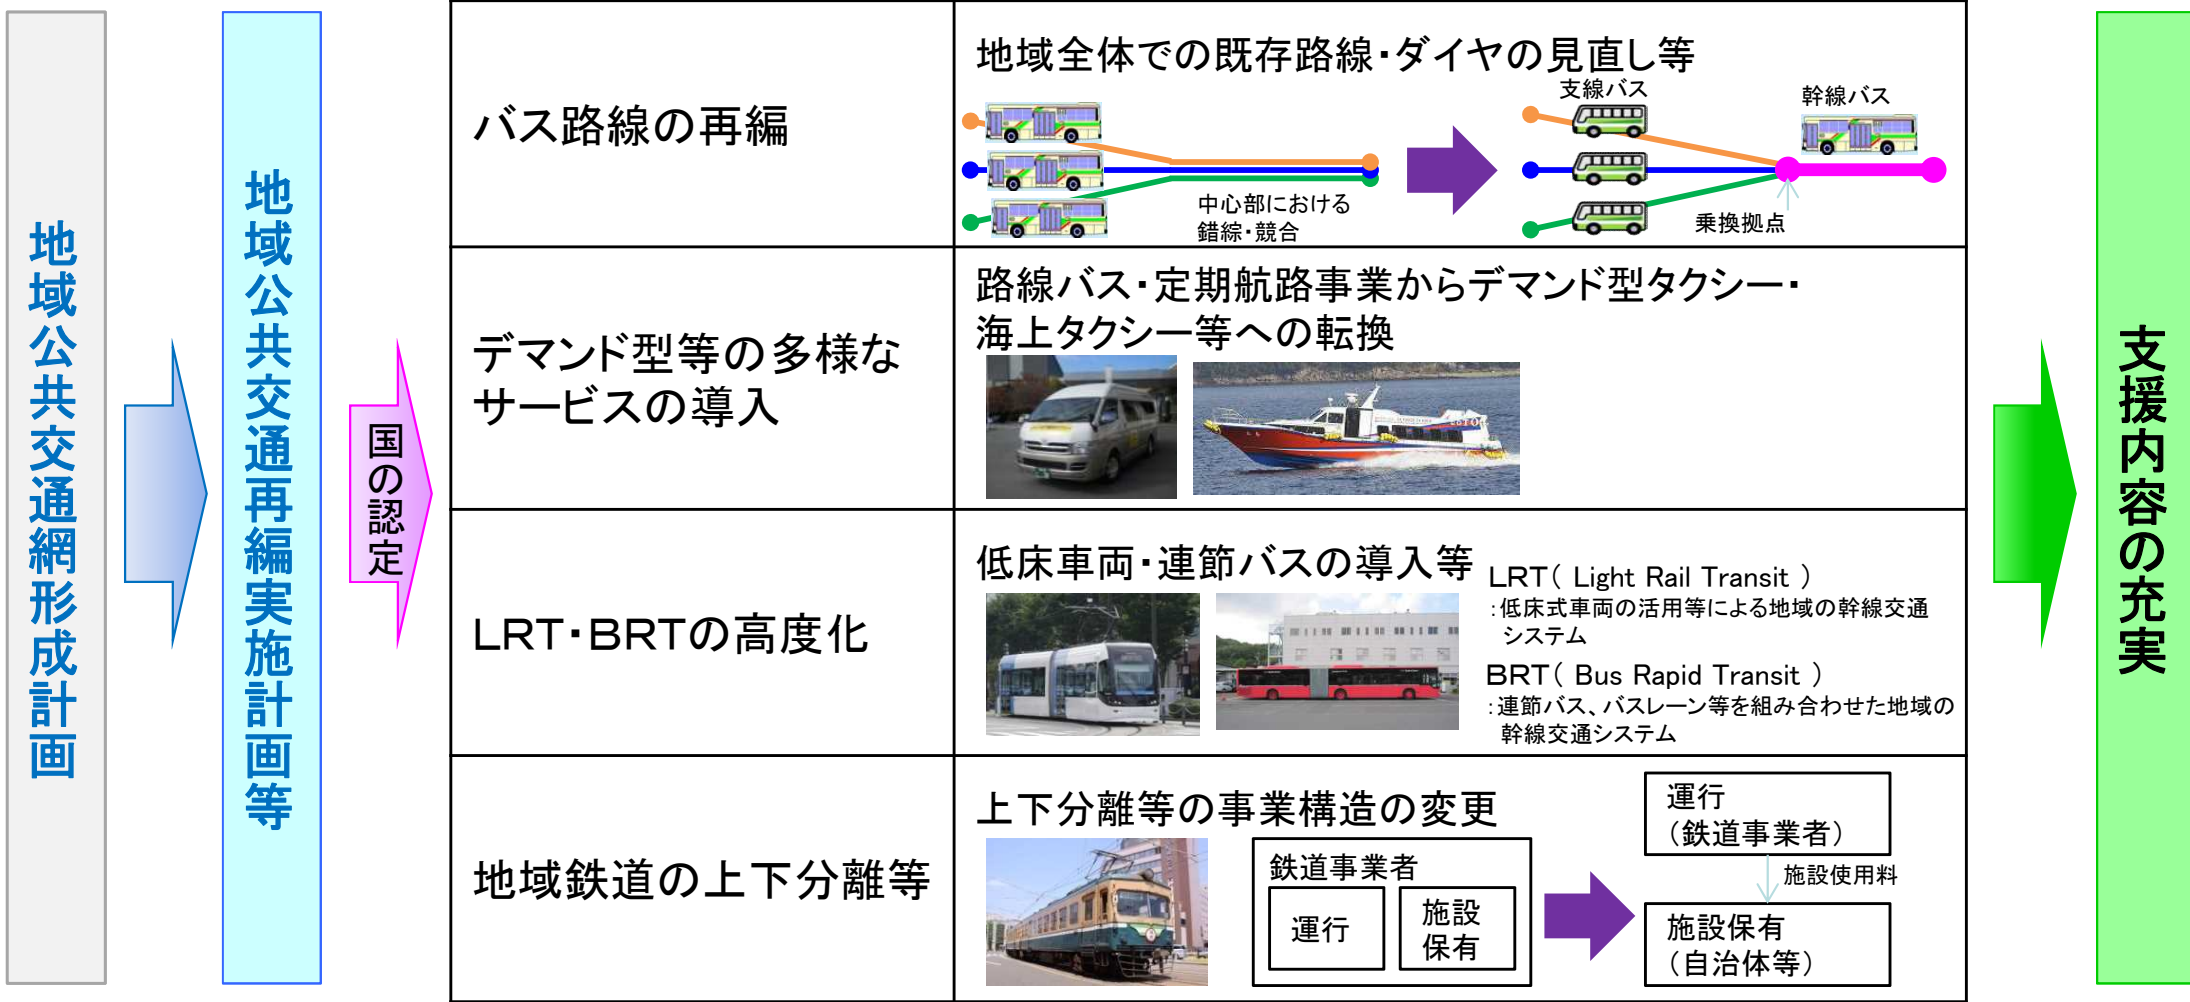 地域公共交通網形成計画
地域公共交通再編実施計画等
国の認定
バス路線の再編
地域全体での既存路線・ダイヤの見直し等
支線バス
幹線バス
中心部における
錯綜・競合
乗換拠点
デマンド型等の多様な
サービスの導入
路線バス・定期航路事業からデマンド型タクシー・
海上タクシー等への転換
LRT・BRTの高度化
低床車両・連節バスの導入等
LRT( Light Rail Transit )
:低床式車両の活用等による地域の幹線交通
システム
BRT( Bus Rapid Transit )
:連節バス、バスレーン等を組み合わせた地域の
幹線交通システム
地域鉄道の上下分離等
上下分離等の事業構造の変更
鉄道事業者
運行
施設
保有
運行
(鉄道事業者)
施設使用料
施設保有
(自治体等)
支援内容の充実